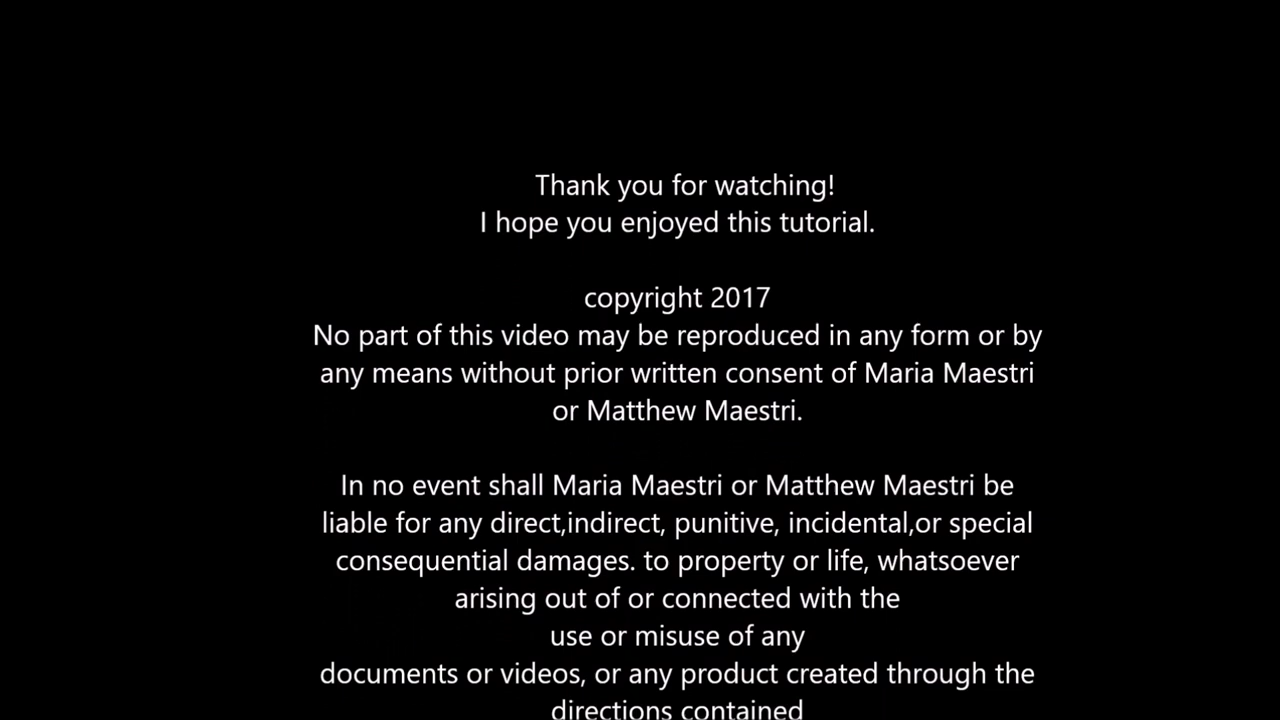 Thank you for watching!
I hope you enjoyed this tutorial.
copyright 2017
No part of this video may be reproduced in any form or by
any means without prior written consent of Maria Maestri
or Matthew Maestri.
In no event shall Maria Maestri or Matthew Maestri be
liable for any direct,indirect, punitive, incidental,or special
consequential damages. to property or life, whatsoever
arising out of or connected with the
use or misuse of any
documents or videos, or any product created through the
directions contained